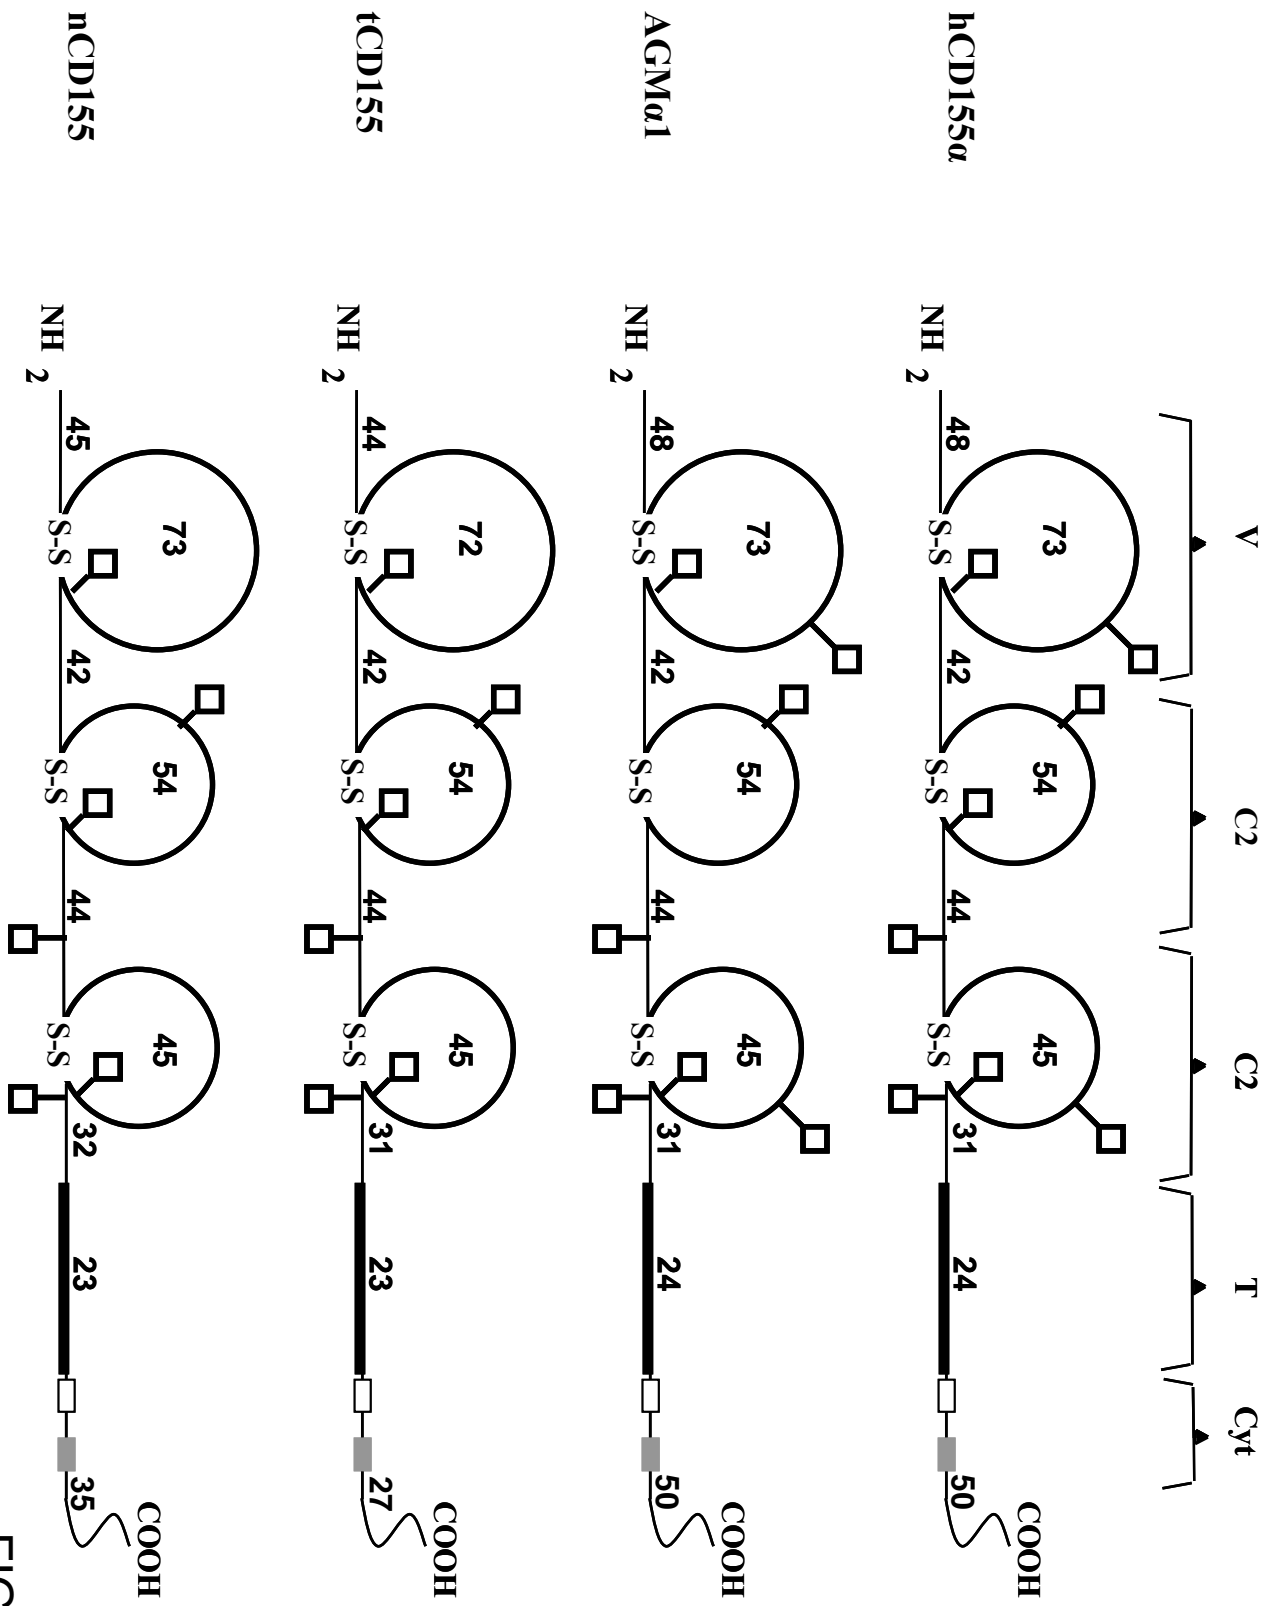 V C2 C2 T Cyt
hCD155α NH2 48 73 S-S 42 54 S-S 44 45 S-S 31 24 50 COOH
AGMα1 NH2 48 73 S-S 42 54 S-S 44 45 S-S 31 24 50 COOH
tCD155 NH2 44 72 S-S 42 54 S-S 44 45 S-S 31 23 27 COOH
nCD155 NH2 45 73 S-S 42 54 S-S 44 45 S-S 32 23 35 COOH